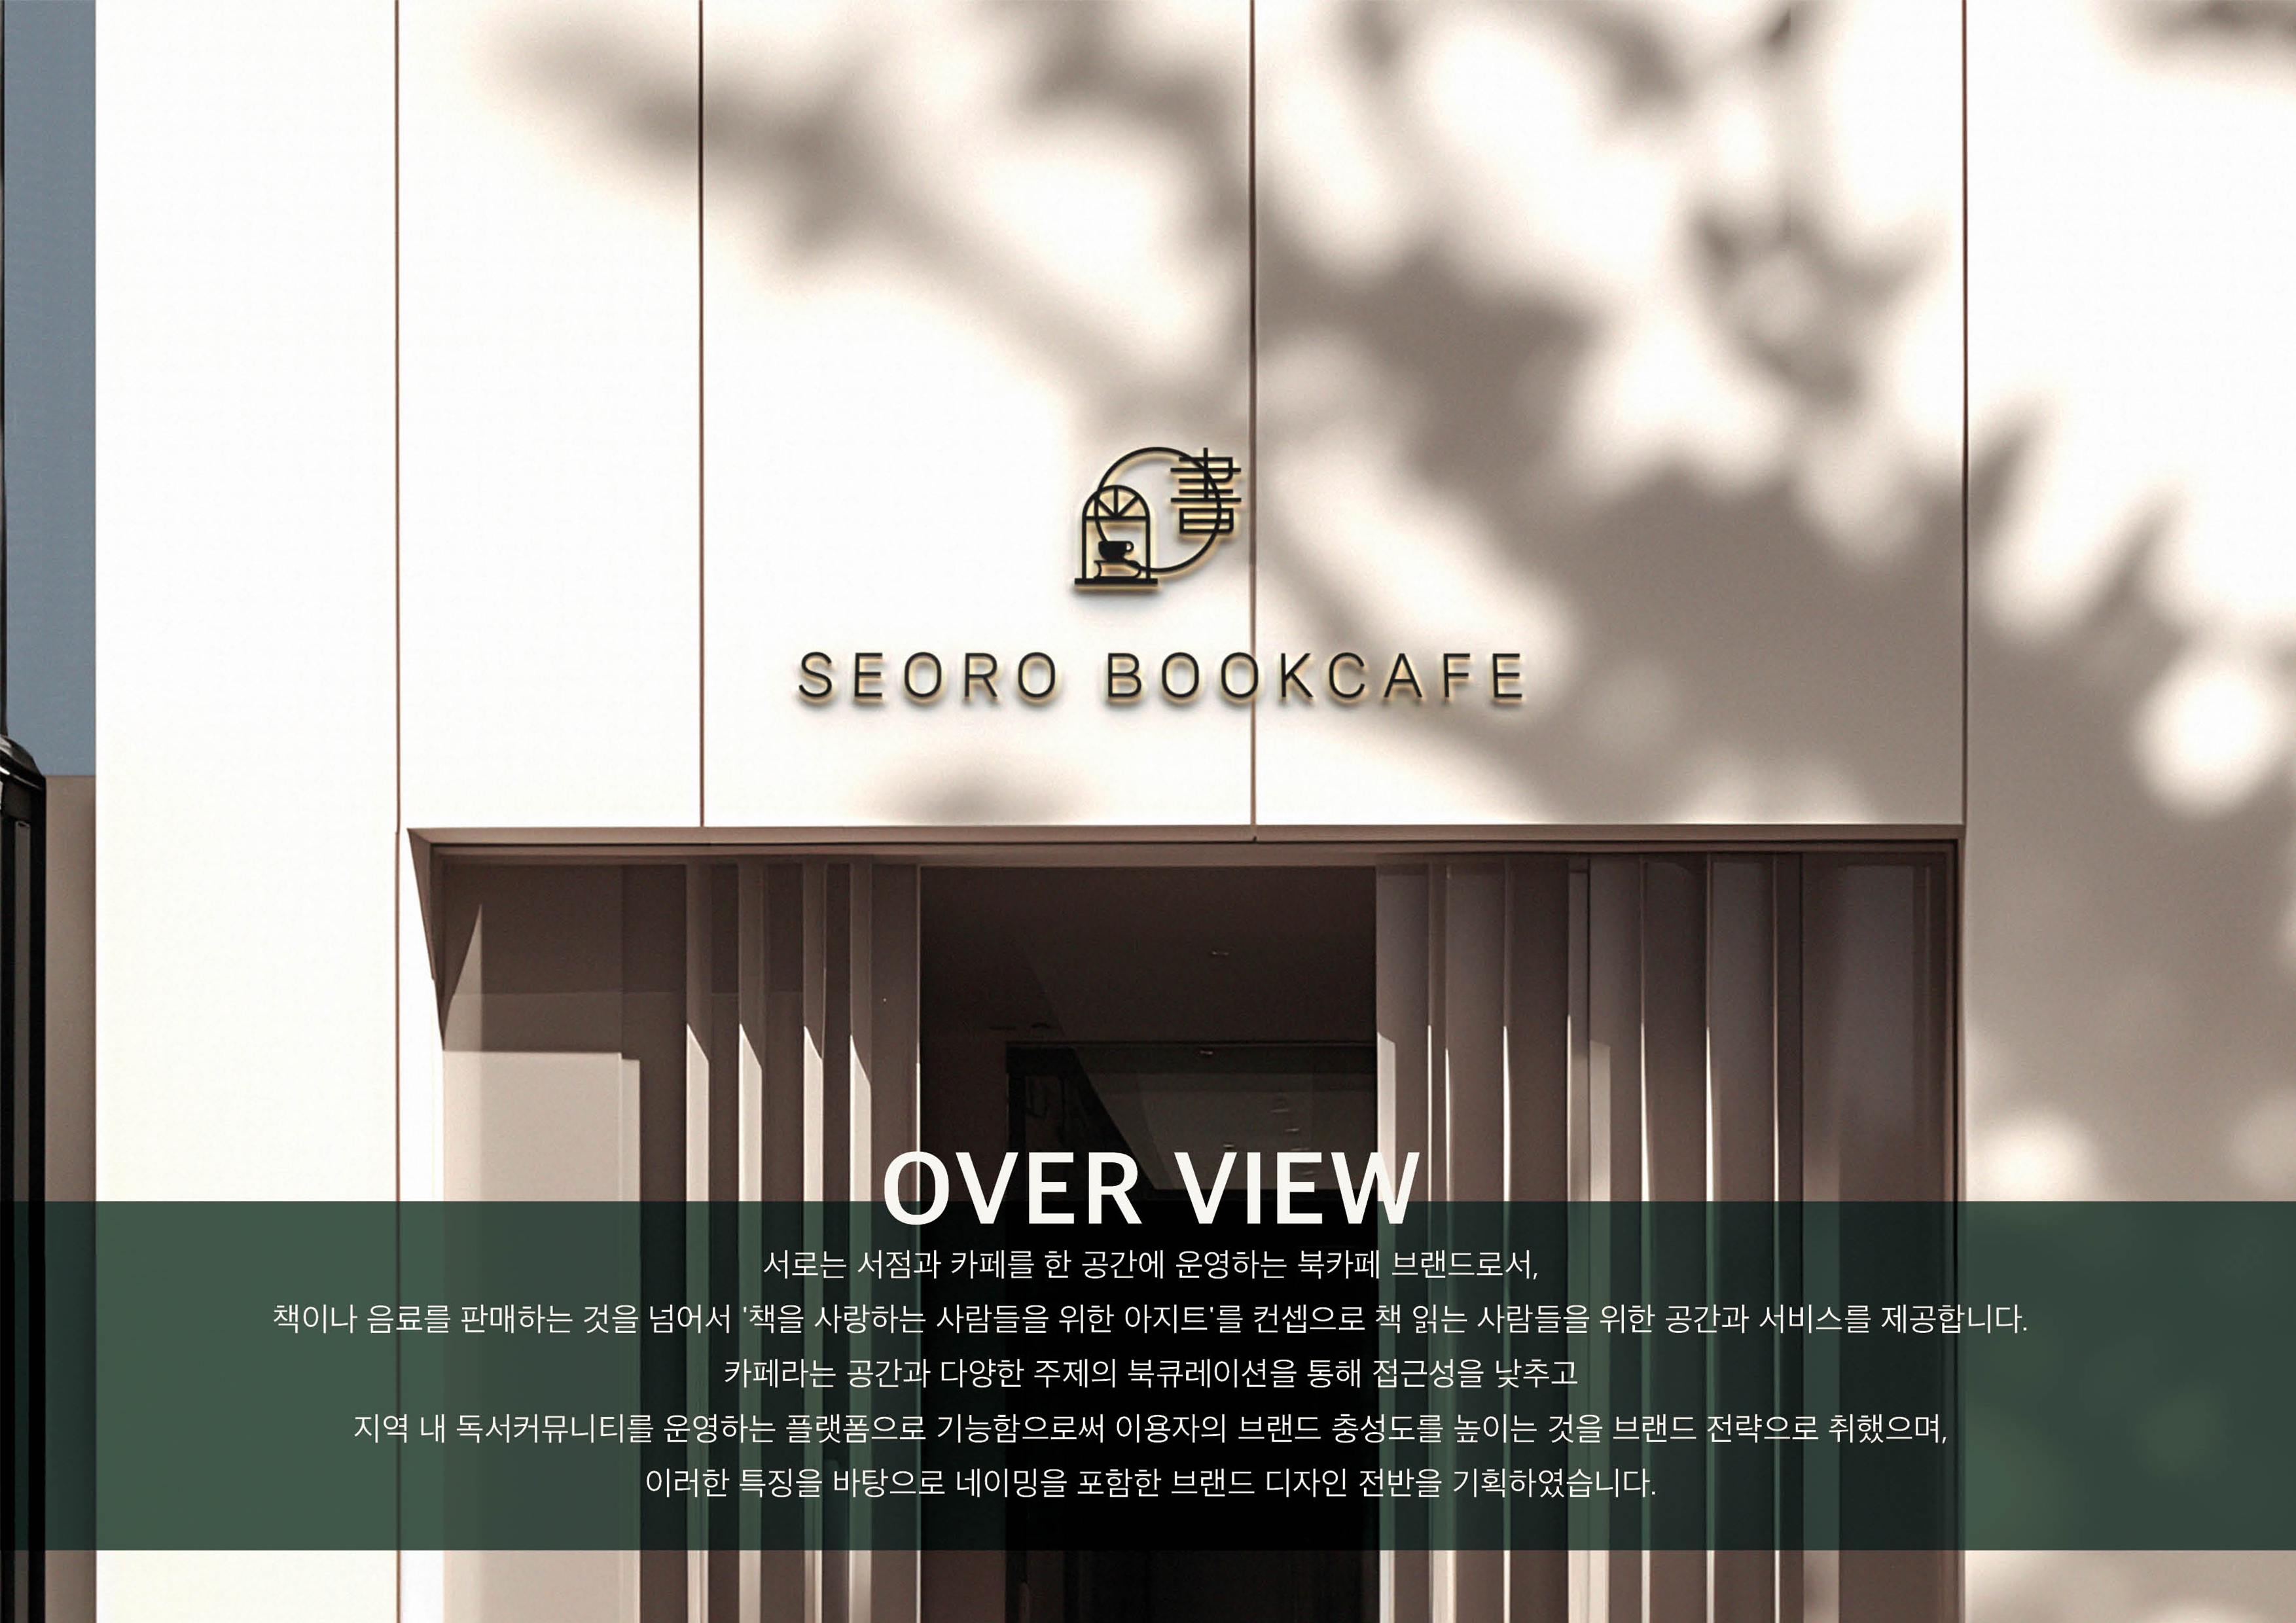 書
SEORO BOOKCAFE
OVER VIEW
서로는 서점과 카페를 한 공간에 운영하는 북카페 브랜드로서,
책이나 음료를 판매하는 것을 넘어서 '책을 사랑하는 사람들을 위한 아지트'를 컨셉으로 책 읽는 사람들을 위한 공간과 서비스를 제공합니다.
카페라는 공간과 다양한 주제의 북큐레이션을 통해 접근성을 낮추고
지역 내 독서커뮤니티를 운영하는 플랫폼으로 기능함으로써 이용자의 브랜드 충성도를 높이는 것을 브랜드 전략으로 취했으며,
이러한 특징을 바탕으로 네이밍을 포함한 브랜드 디자인 전반을 기획하였습니다.